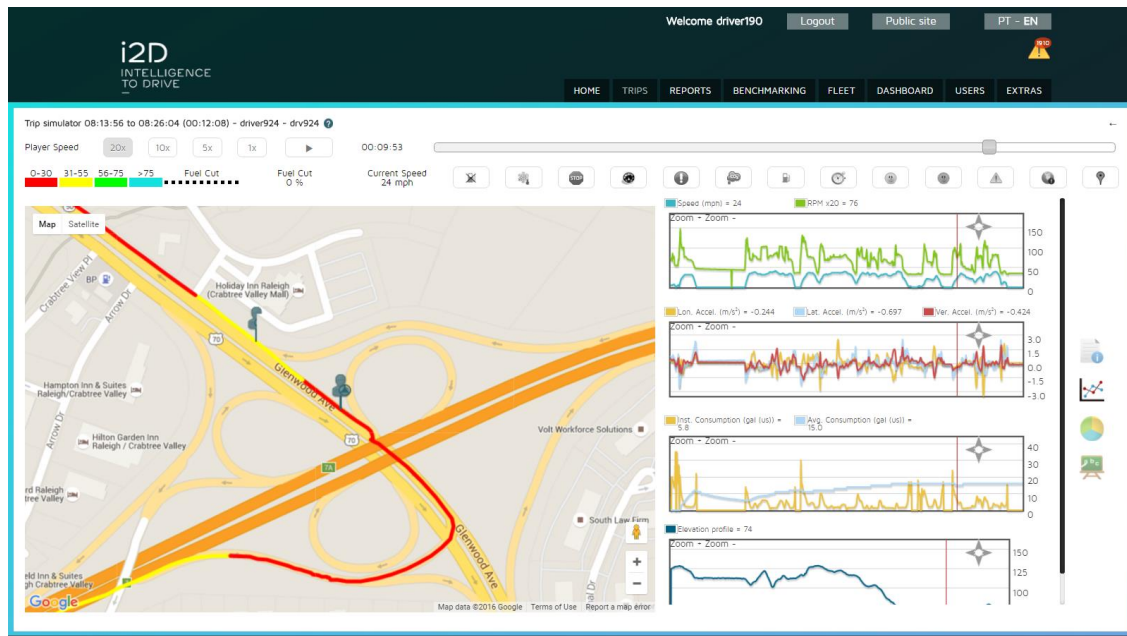 Welcome driver190 Logout Public site PT - EN
1910
i2D
INTELLIGENCE
TO DRIVE
HOME TRIPS REPORTS BENCHMARKING FLEET DASHBOARD USERS EXTRAS
Trip simulator 08:13:56 to 08:26:04 (00:12:08) - driver924 - drv924 ?
Player Speed 20x 10x 5x 1x 00:09:53
0-30 31-55 56-75 >75 Fuel Cut
Fuel Cut
0 %
Current Speed
24 mph
STOP
Map Satellite
50
Crabtree View Pl
BP
Arrow Dr
Holiday Inn Raleigh
(Crabtree Valley Mall)
70
Glenwood Ave
Hampton Inn & Suites
Raleigh/Crabtree Valley
Arrow Dr
Hilton Garden Inn
Raleigh / Crabtree Valley
70
Volt Workforce Solutions
7A
rd Raleigh
tree Valley
South Law Firm
Glenwood Ave
eld Inn & Suites
gh Crabtree Valley
+
−
Google
Map data ©2016 Google Terms of Use Report a map error
Speed (mph) = 24 RPM x20 = 76
Zoom + Zoom -
150
100
50
0
Lon. Accel. (m/s²) = -0.244 Lat. Accel. (m/s²) = -0.697 Ver. Accel. (m/s²) = -0.424
Zoom + Zoom -
3.0
1.5
0.0
-1.5
-3.0
Inst. Consumption (gal (us)) =
5.8
Avg. Consumption (gal (us)) =
15.0
Zoom + Zoom -
40
30
20
10
0
Elevation profile = 74
Zoom + Zoom -
150
125
100